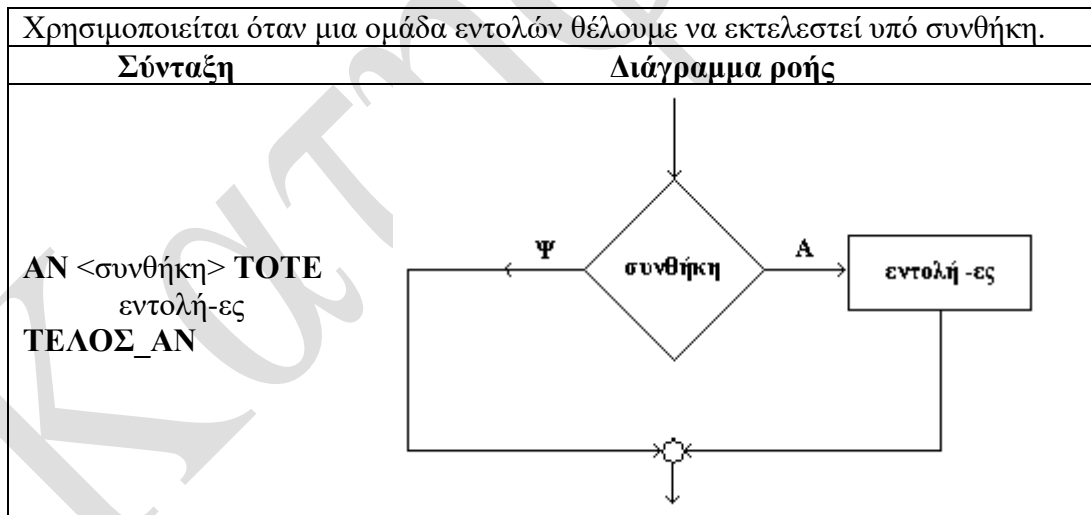 Χρησιμοποιείται όταν μια ομάδα εντολών θέλουμε να εκτελεστεί υπό συνθήκη.
Σύνταξη
Διάγραμμα ροής
ΑΝ <συνθήκη> ΤΟΤΕ
εντολή-ες
ΤΕΛΟΣ_ΑΝ
Ψ
συνθήκη
Α
εντολή -ες